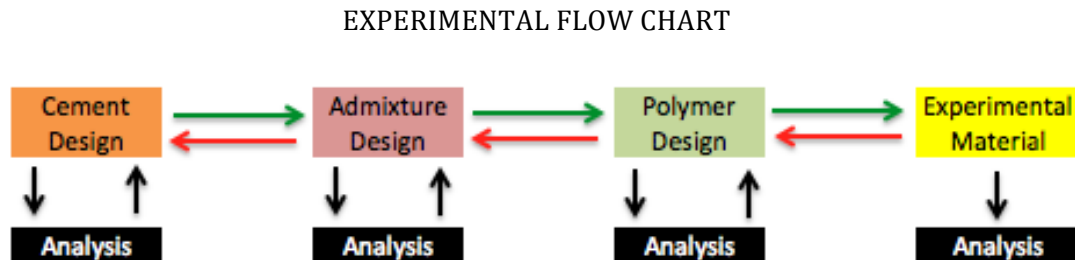 EXPERIMENTAL FLOW CHART
Cement
Design
Admixture
Design
Polymer
Design
Experimental
Material
Analysis
Analysis
Analysis
Analysis